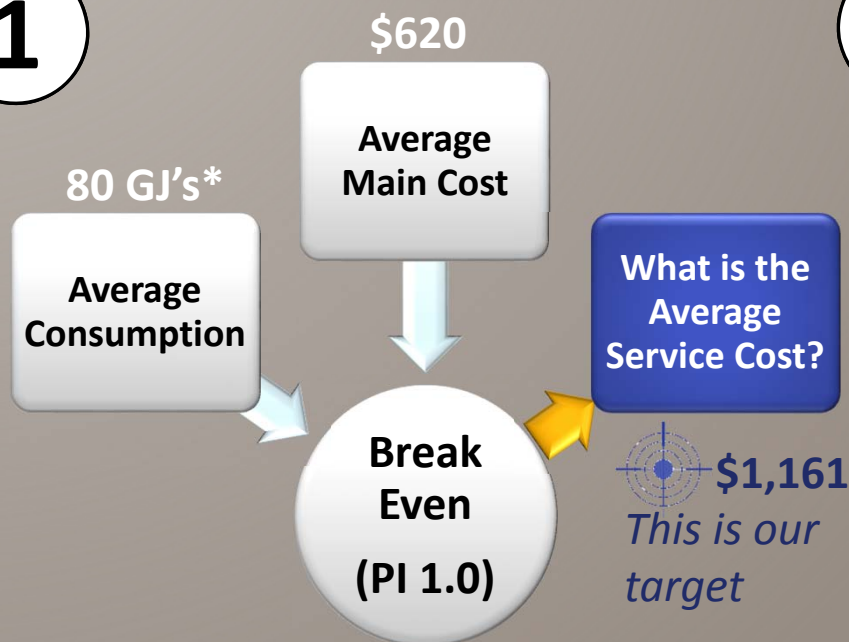 1
$620
Average
Main Cost
80 GJ's*
Average
Consumption
What is the
Average
Service Cost?
Break
Even
(PI 1.0)
$1,161
This is our
target